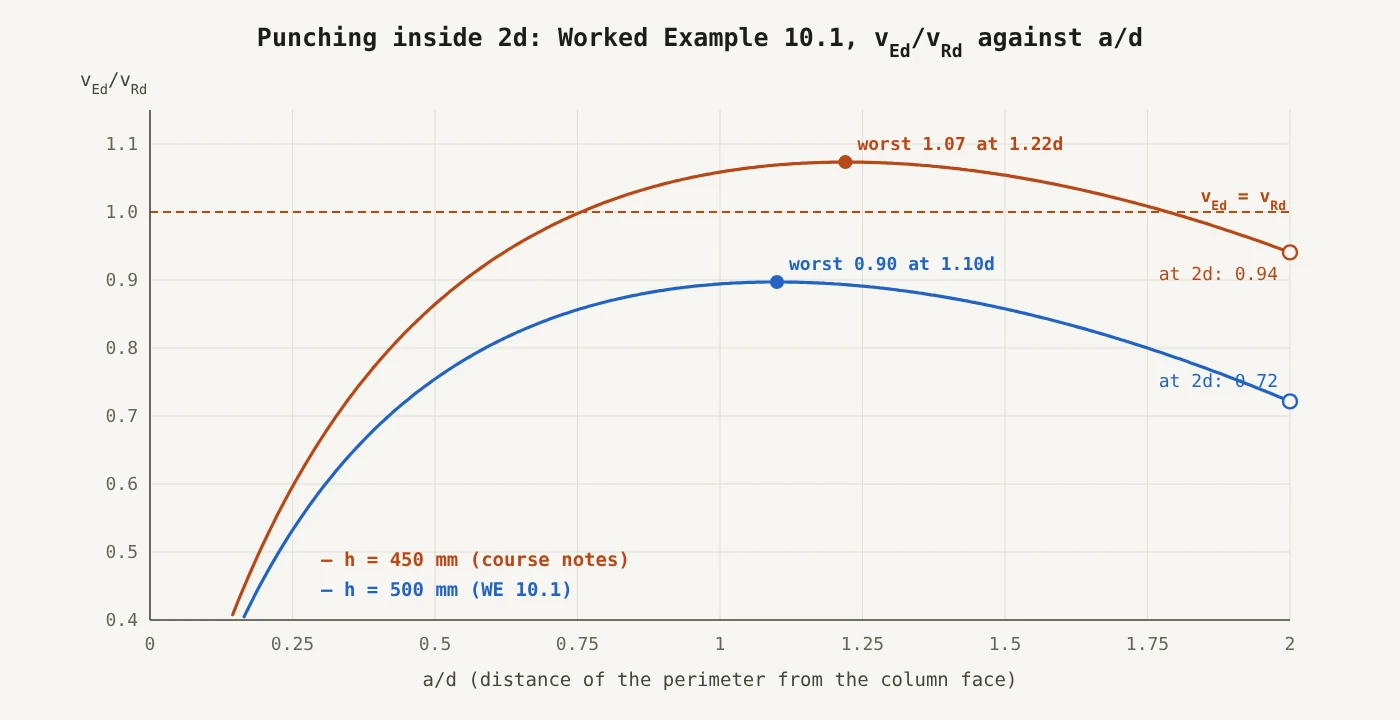 Punching inside 2d: Worked Example 10.1, vEd/vRd against a/d
vEd/vRd
1.1
worst 1.07 at 1.22d
vEd = vRd
1.0
worst 0.90 at 1.10d
at 2d: 0.94
0.9
0.8
at 2d: 0.72
0.7
0.6
0.5
— h = 450 mm (course notes)
— h = 500 mm (WE 10.1)
0.4
0 0.25 0.5 0.75 1 1.25 1.5 1.75 2
a/d (distance of the perimeter from the column face)